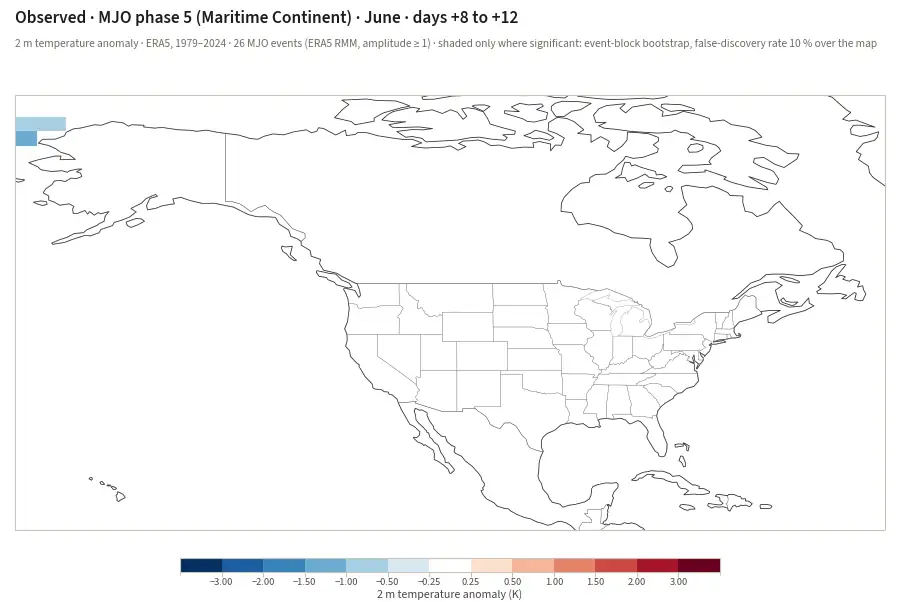 Observed · MJO phase 5 (Maritime Continent) · June · days +8 to +12
2 m temperature anomaly · ERA5, 1979–2024 · 26 MJO events (ERA5 RMM, amplitude ≥ 1) · shaded only where significant: event-block bootstrap, false-discovery rate 10 % over the map
−3.00 −2.00 −1.50 −1.00 −0.50 −0.25 0.25 0.50 1.00 1.50 2.00 3.00
2 m temperature anomaly (K)